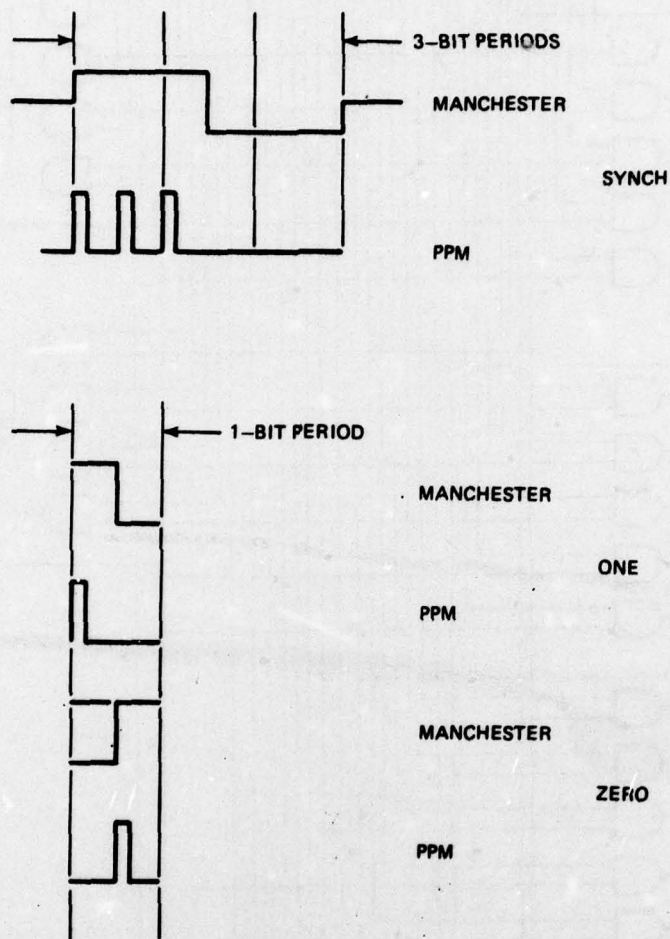 3-BIT PERIODS
MANCHESTER
SYNCH
PPM
1-BIT PERIOD
MANCHESTER
ONE
PPM
MANCHESTER
ZERO
PPM